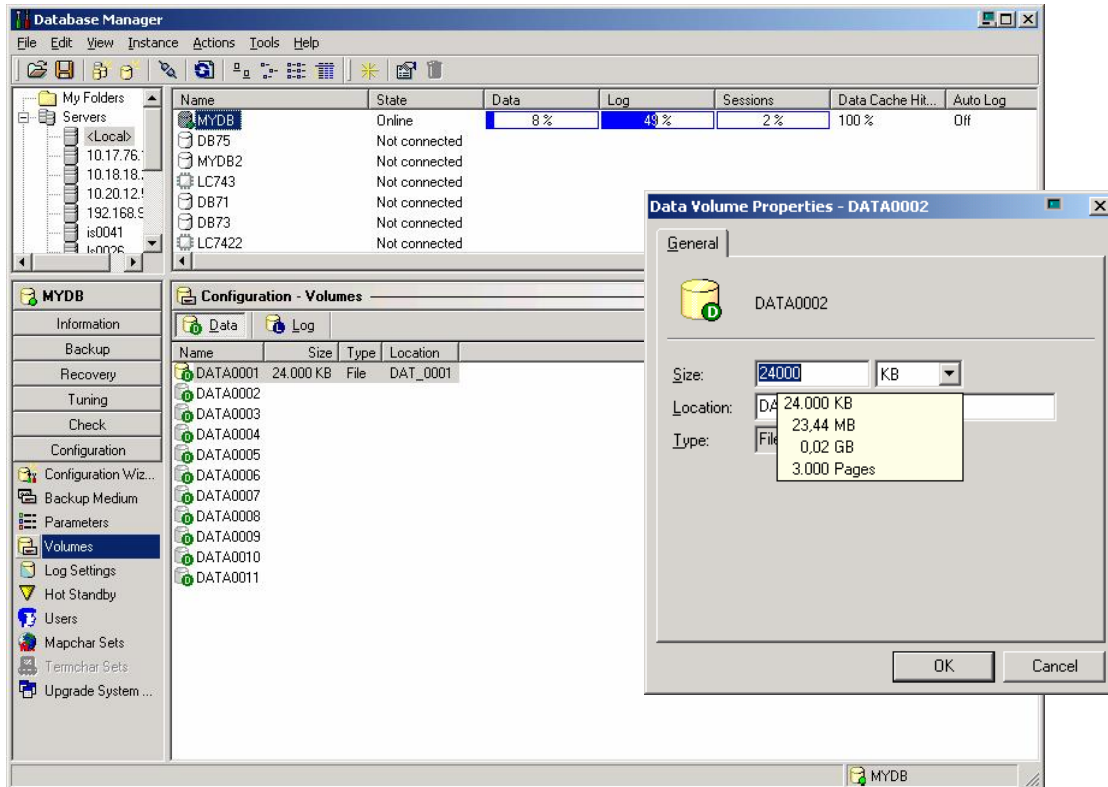 Database Manager
File Edit View Instance Actions Tools Help
My Folders
Servers
<Local>
10.17.76.
10.18.18.
10.20.12.
192.168.
is0041
Name State Data Log Sessions Data Cache Hit... Auto Log
MYDB Online 8 % 49 % 2 % 100 % Off
DB75 Not connected
MYDB2 Not connected
LC743 Not connected
DB71 Not connected
DB73 Not connected
LC7422 Not connected
MYDB
Information
Backup
Recovery
Tuning
Check
Configuration
Configuration Wiz...
Backup Medium
Parameters
Volumes
Log Settings
Hot Standby
Users
Mapchar Sets
Termchar Sets
Upgrade System ...
Configuration - Volumes
Data Log
Name Size Type Location
DATA0001 24.000 KB File DAT_0001
DATA0002
DATA0003
DATA0004
DATA0005
DATA0006
DATA0007
DATA0008
DATA0009
DATA0010
DATA0011
Data Volume Properties - DATA0002
General
DATA0002
Size: 24000 KB
Location: DA
Type: File
24.000 KB
23,44 MB
0,02 GB
3.000 Pages
OK Cancel
MYDB